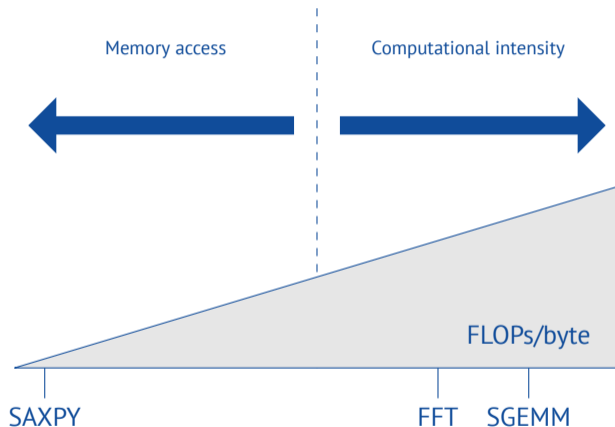 Memory access
Computational intensity
FLOPs/byte
SAXPY
FFT
SGEMM